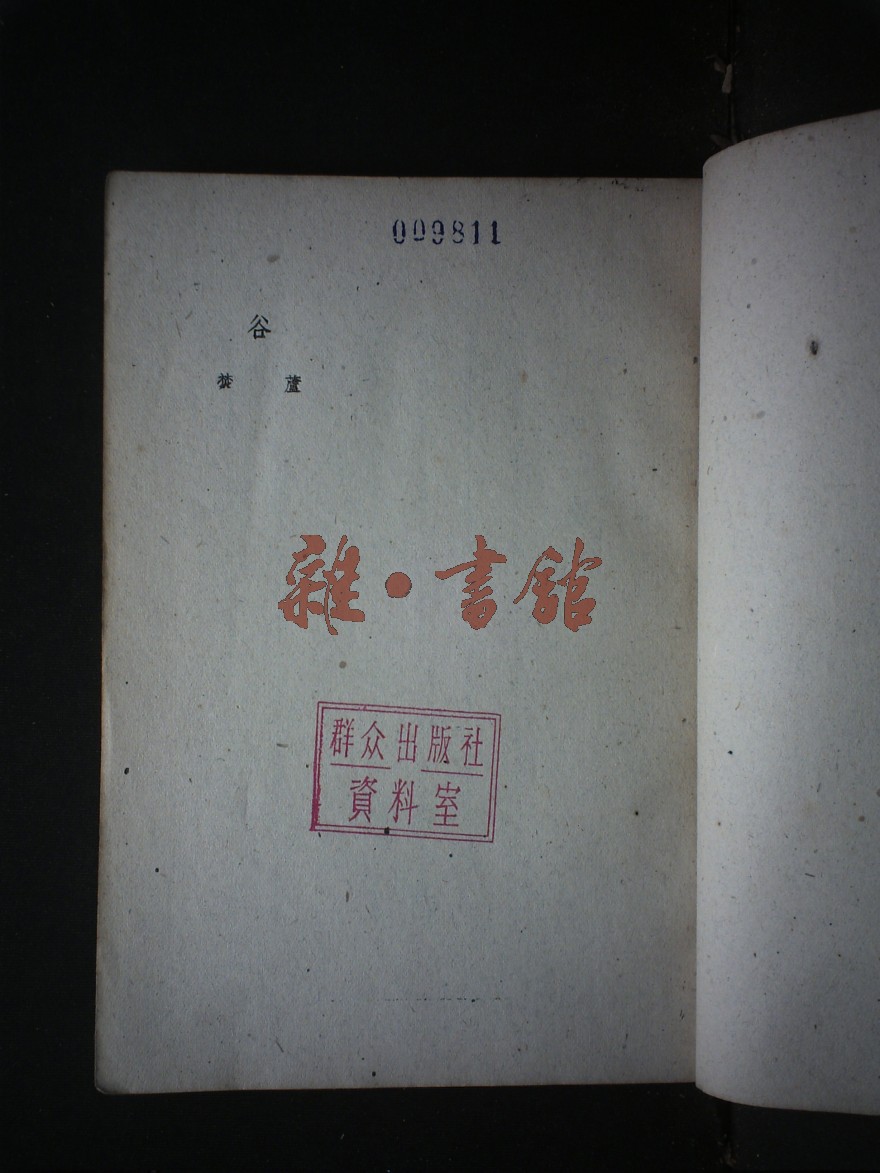 009811
谷
蘆焚
雜·書館
群众出版社
資料室